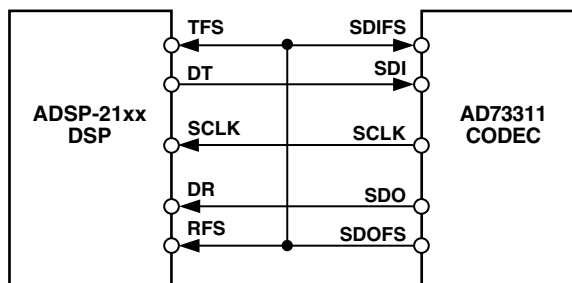 TFS SDIFS
DT SDI
ADSP-21xx
DSP
AD73311
CODEC
SCLK SCLK
DR SDO
RFS SDOFS